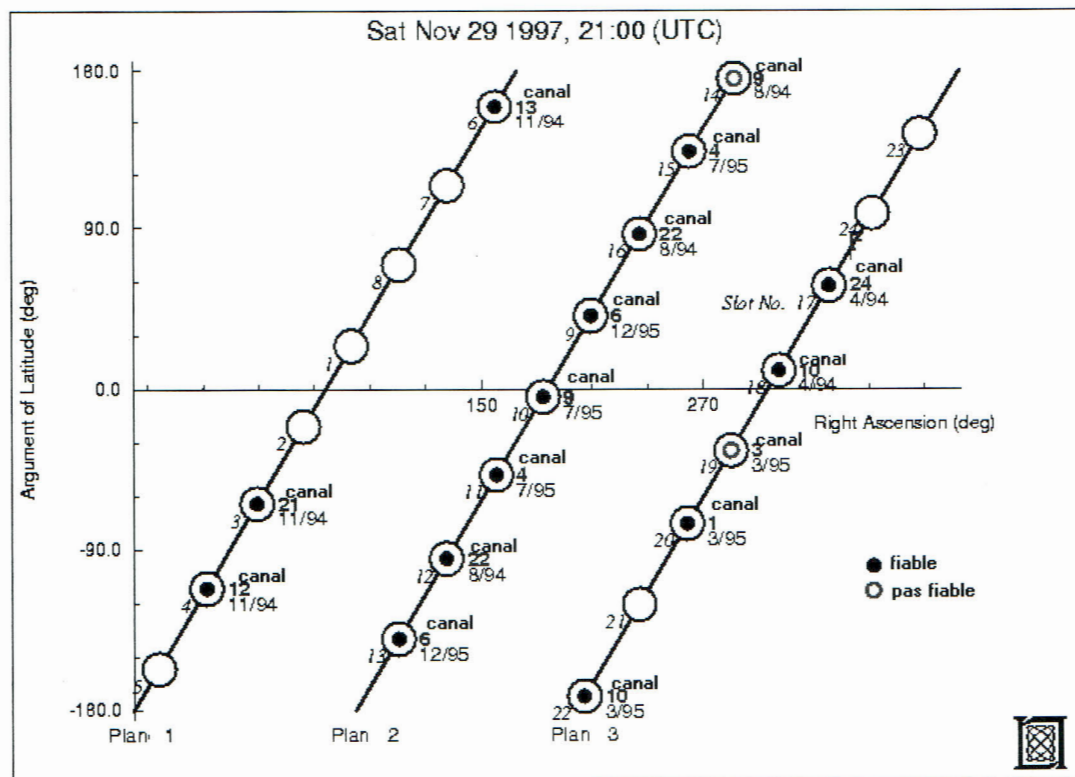 Sat Nov 29 1997, 21:00 (UTC)
180.0
90.0
0.0
-90.0
-180.0
Argument of Latitude (deg)
150
270
Right Ascension (deg)
6
canal
13
11/94
7
8
1
2
3
canal
21
11/94
4
canal
12
11/94
5
Plan 1
14
canal
9
8/94
15
canal
4
7/95
16
canal
22
8/94
9
canal
6
12/95
10
canal
9
7/95
11
canal
4
7/95
12
canal
22
8/94
13
canal
6
12/95
Plan 2
23
24
Slot No. 17
canal
24
4/94
18
canal
10
4/94
19
canal
3
3/95
20
canal
1
3/95
21
22
canal
10
3/95
Plan 3
fiable
pas fiable